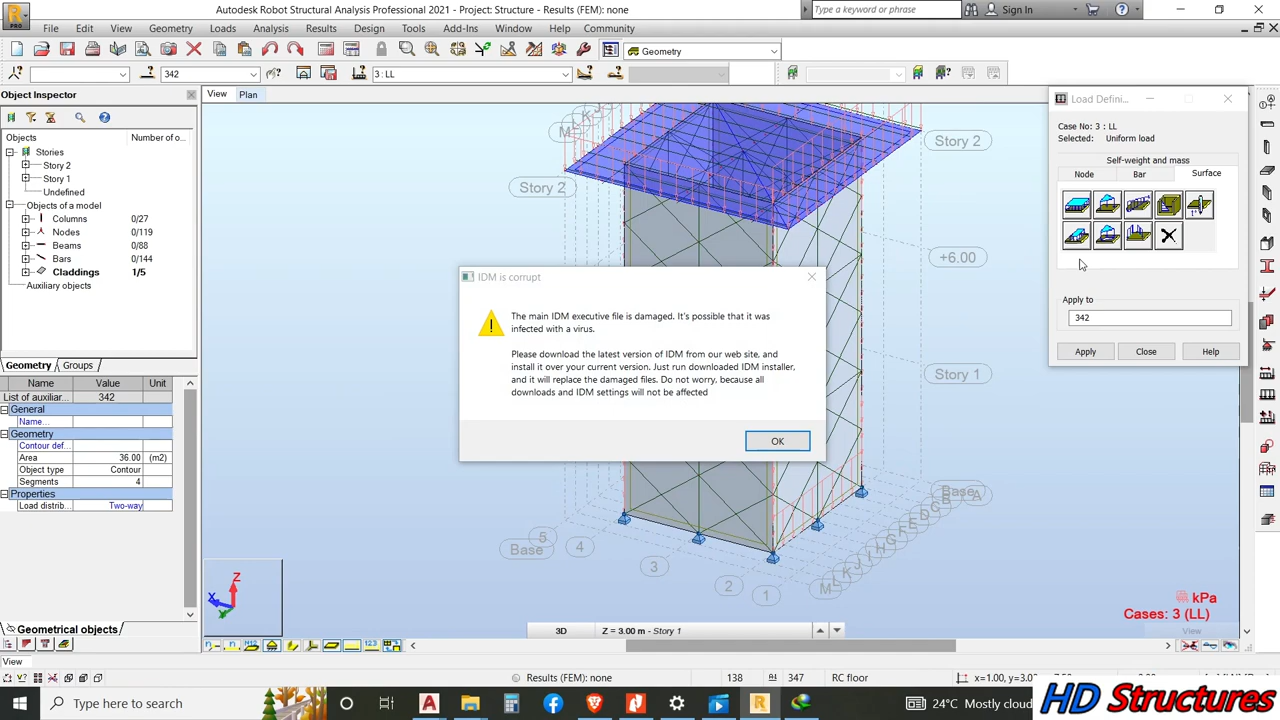 PRO
Autodesk Robot Structural Analysis Professional 2021 - Project: Structure - Results (FEM): none
Type a keyword or phrase
Sign In
File Edit View Geometry Loads Analysis Results Design Tools Add-Ins Window Help Community
Geometry
342
3 : LL
Object Inspector
View Plan
Objects Number of o...
Stories
Story 2
Story 1
Undefined
Objects of a model
Columns 0/27
Nodes 0/119
Beams 0/88
Bars 0/144
Claddings 1/5
Auxiliary objects
Geometry Groups
Name Value Unit
List of auxiliar... 342
General
Name...
Geometry
Contour def...
Area 36.00 (m2)
Object type Contour
Segments 4
Properties
Load distrib... Two-way
Geometrical objects
Story 2
Story 2
+6.00
Story 1
Base
Base
5
4
3
2
1
IDM is corrupt
The main IDM executive file is damaged. It's possible that it was
infected with a virus.
Please download the latest version of IDM from our web site, and
install it over your current version. Just run downloaded IDM installer,
and it will replace the damaged files. Do not worry, because all
downloads and IDM settings will not be affected
OK
Load Defini...
Case No: 3 : LL
Selected: Uniform load
Self-weight and mass
Node Bar Surface
Apply to
342
Apply Close Help
kPa
Cases: 3 (LL)
View
Z
X
Y
3D Z = 3.00 m - Story 1
View
Results (FEM): none 138 347 RC floor
Type here to search
24°C Mostly cloudy
HD Structures